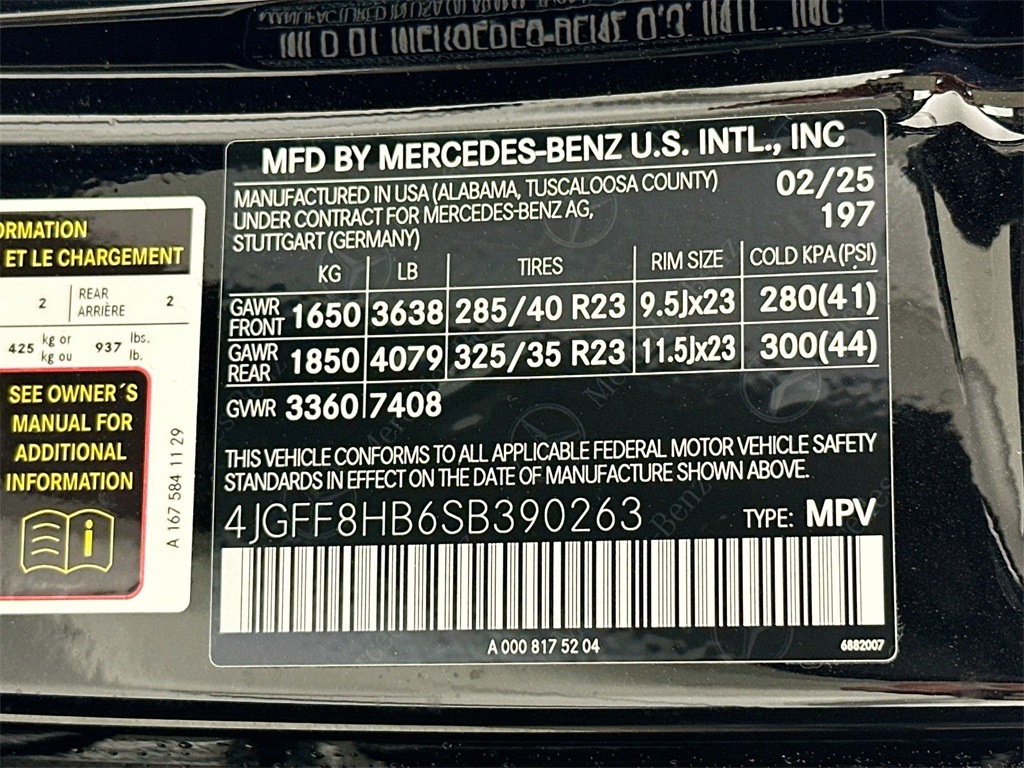 MFD BY MERCEDES-BENZ U.S. INTL., INC
MANUFACTURED IN USA (ALABAMA, TUSCALOOSA COUNTY) 02/25
UNDER CONTRACT FOR MERCEDES-BENZ AG, 197
STUTTGART (GERMANY)
KG LB TIRES RIM SIZE COLD KPA(PSI)
GAWR FRONT 1650 3638 285/40 R23 9.5Jx23 280(41)
GAWR REAR 1850 4079 325/35 R23 11.5Jx23 300(44)
GVWR 3360 7408
THIS VEHICLE CONFORMS TO ALL APPLICABLE FEDERAL MOTOR VEHICLE SAFETY
STANDARDS IN EFFECT ON THE DATE OF MANUFACTURE SHOWN ABOVE.
4JGFF8HB6SB390263 TYPE: MPV
A 000 817 52 04 6882007
ET LE CHARGEMENT
2 REAR ARRIÈRE 2
425 kg or kg ou 937 lbs. lb.
SEE OWNER´S
MANUAL FOR
ADDITIONAL
INFORMATION
i
A 167 584 11 29